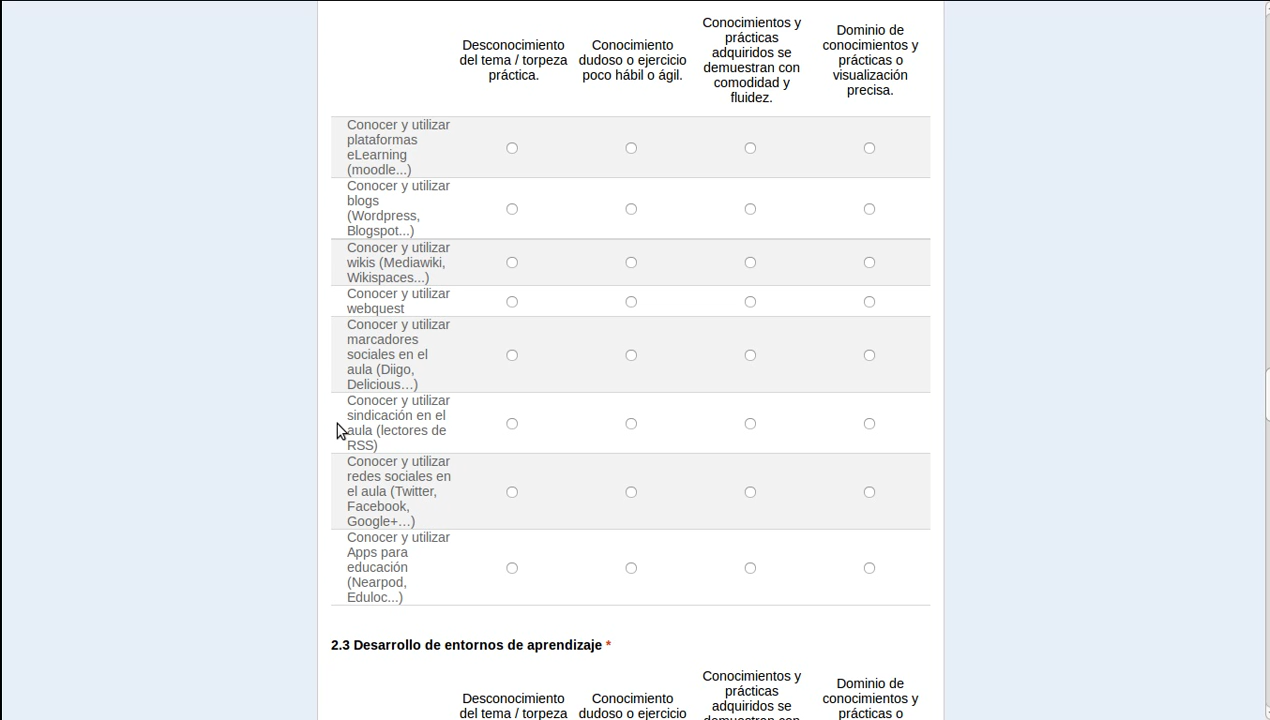 Desconocimiento
del tema / torpeza
práctica.
Conocimiento
dudoso o ejercicio
poco hábil o ágil.
Conocimientos y
prácticas
adquiridos se
demuestran con
comodidad y
fluidez.
Dominio de
conocimientos y
prácticas o
visualización
precisa.
Conocer y utilizar
plataformas
eLearning
(moodle...)
Conocer y utilizar
blogs
(Wordpress,
Blogspot...)
Conocer y utilizar
wikis (Mediawiki,
Wikispaces...)
Conocer y utilizar
webquest
Conocer y utilizar
marcadores
sociales en el
aula (Diigo,
Delicious…)
Conocer y utilizar
sindicación en el
aula (lectores de
RSS)
Conocer y utilizar
redes sociales en
el aula (Twitter,
Facebook,
Google+…)
Conocer y utilizar
Apps para
educación
(Nearpod,
Eduloc...)
2.3 Desarrollo de entornos de aprendizaje *
Desconocimiento
del tema / torpeza
Conocimiento
dudoso o ejercicio
Conocimientos y
prácticas
adquiridos se
demuestran con
Dominio de
conocimientos y
prácticas o